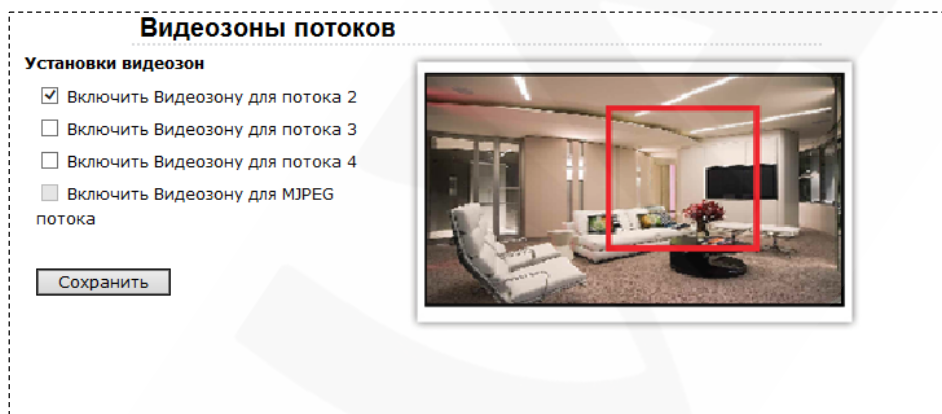 Видеозоны потоков
Установки видеозон
Включить Видеозону для потока 2
Включить Видеозону для потока 3
Включить Видеозону для потока 4
Включить Видеозону для MJPEG
потока
Сохранить